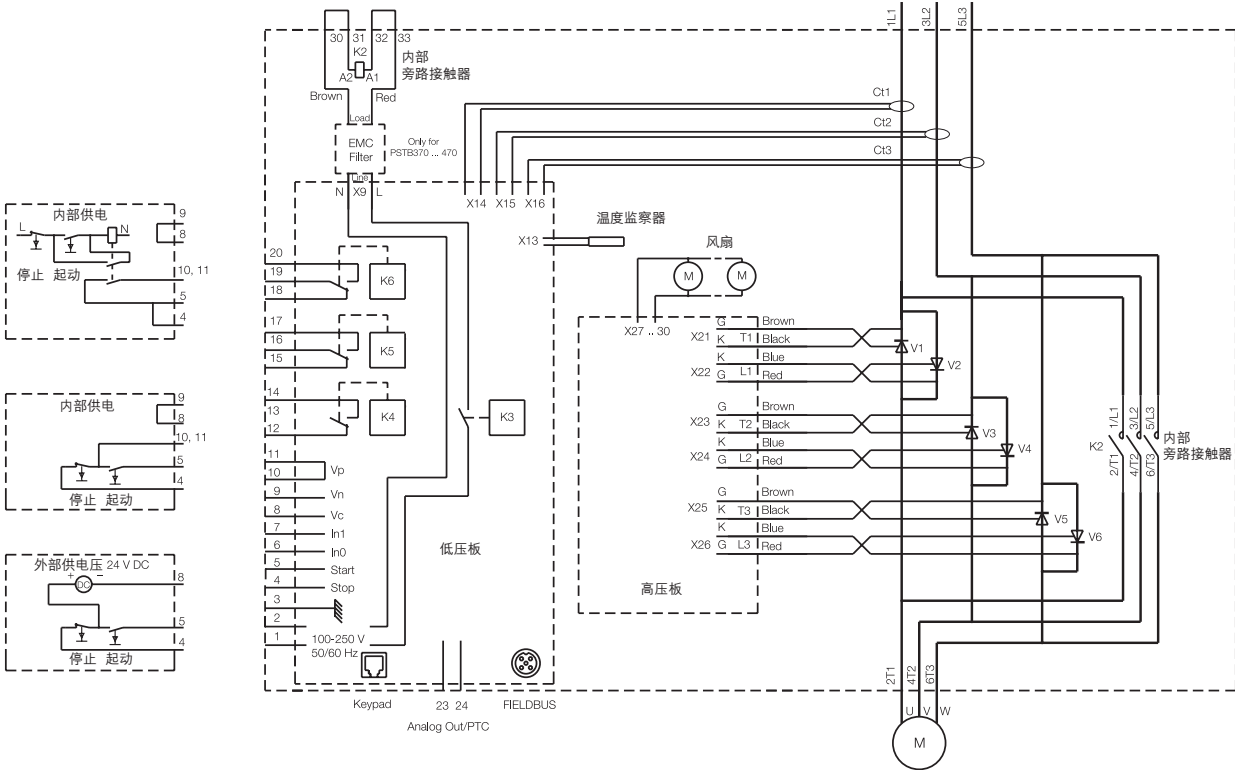 1L1
3L2
5L3
30 31 32 33
K2
A2 A1
内部
旁路接触器
Brown Red
Load
EMC
Filter
Line
Only for
PSTB370 ... 470
N X9 L
Ct1
Ct2
Ct3
X14 X15 X16
X13
温度监察器
风扇
M M
X27 .. 30
内部供电
L N
停止 起动
9
8
10, 11
5
4
内部供电
停止 起动
9
8
10, 11
5
4
外部供电压 24 V DC
+ DC −
停止 起动
8
5
4
20
19
18
K6
17
16
15
K5
14
13
12
K4
K3
11
10
Vp
9 Vn
8 Vc
7 In1
6 In0
5 Start
4 Stop
3
2
1
100-250 V
50/60 Hz
低压板
Keypad
23 24
Analog Out/PTC
FIELDBUS
X21 G Brown
K T1 Black
X22 K Blue
G L1 Red
X23 G Brown
K T2 Black
X24 K Blue
G L2 Red
X25 G Brown
K T3 Black
X26 K Blue
G L3 Red
高压板
V1
V2
V3
V4
V5
V6
K2
1/L1
3/L2
5/L3
2/T1
4/T2
6/T3
内部
旁路接触器
2T1
4T2
6T3
U V W
M